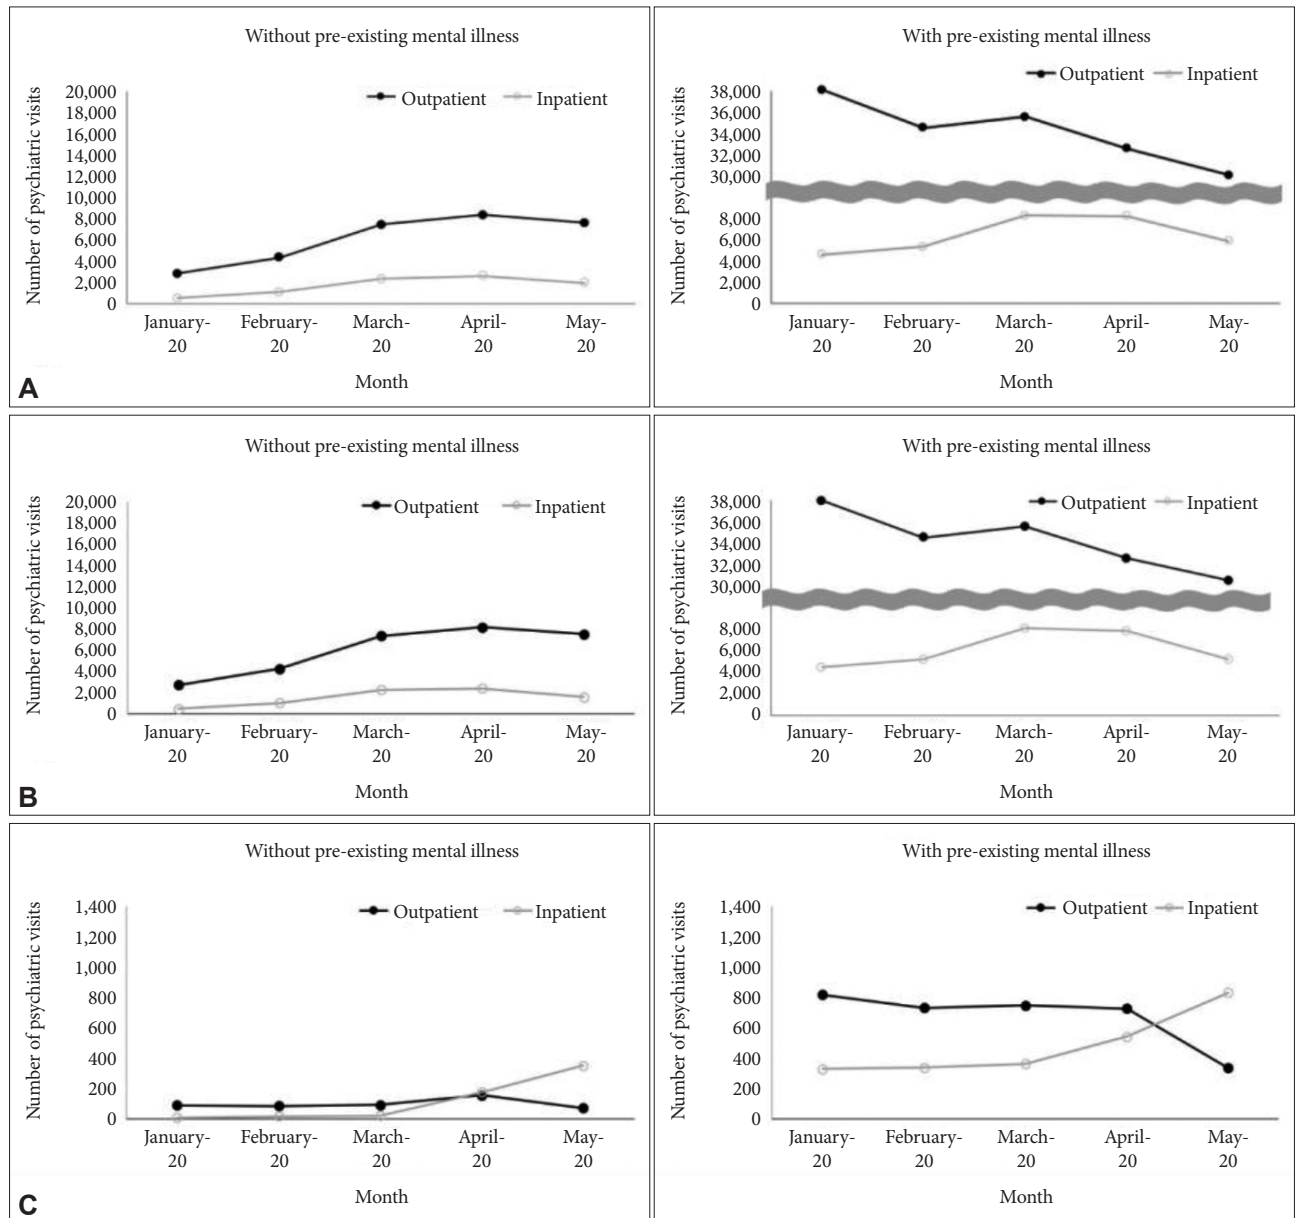 Without pre-existing mental illness
Outpatient Inpatient
Number of psychiatric visits
20,000
18,000
16,000
14,000
12,000
10,000
8,000
6,000
4,000
2,000
0
January-20 February-20 March-20 April-20 May-20
Month
A
With pre-existing mental illness
Outpatient Inpatient
Number of psychiatric visits
38,000
36,000
34,000
32,000
30,000
8,000
6,000
4,000
2,000
0
January-20 February-20 March-20 April-20 May-20
Month
Without pre-existing mental illness
Outpatient Inpatient
Number of psychiatric visits
20,000
18,000
16,000
14,000
12,000
10,000
8,000
6,000
4,000
2,000
0
January-20 February-20 March-20 April-20 May-20
Month
B
With pre-existing mental illness
Outpatient Inpatient
Number of psychiatric visits
38,000
36,000
34,000
32,000
30,000
8,000
6,000
4,000
2,000
0
January-20 February-20 March-20 April-20 May-20
Month
Without pre-existing mental illness
Outpatient Inpatient
Number of psychiatric visits
1,400
1,200
1,000
800
600
400
200
0
January-20 February-20 March-20 April-20 May-20
Month
C
With pre-existing mental illness
Outpatient Inpatient
Number of psychiatric visits
1,400
1,200
1,000
800
600
400
200
0
January-20 February-20 March-20 April-20 May-20
Month